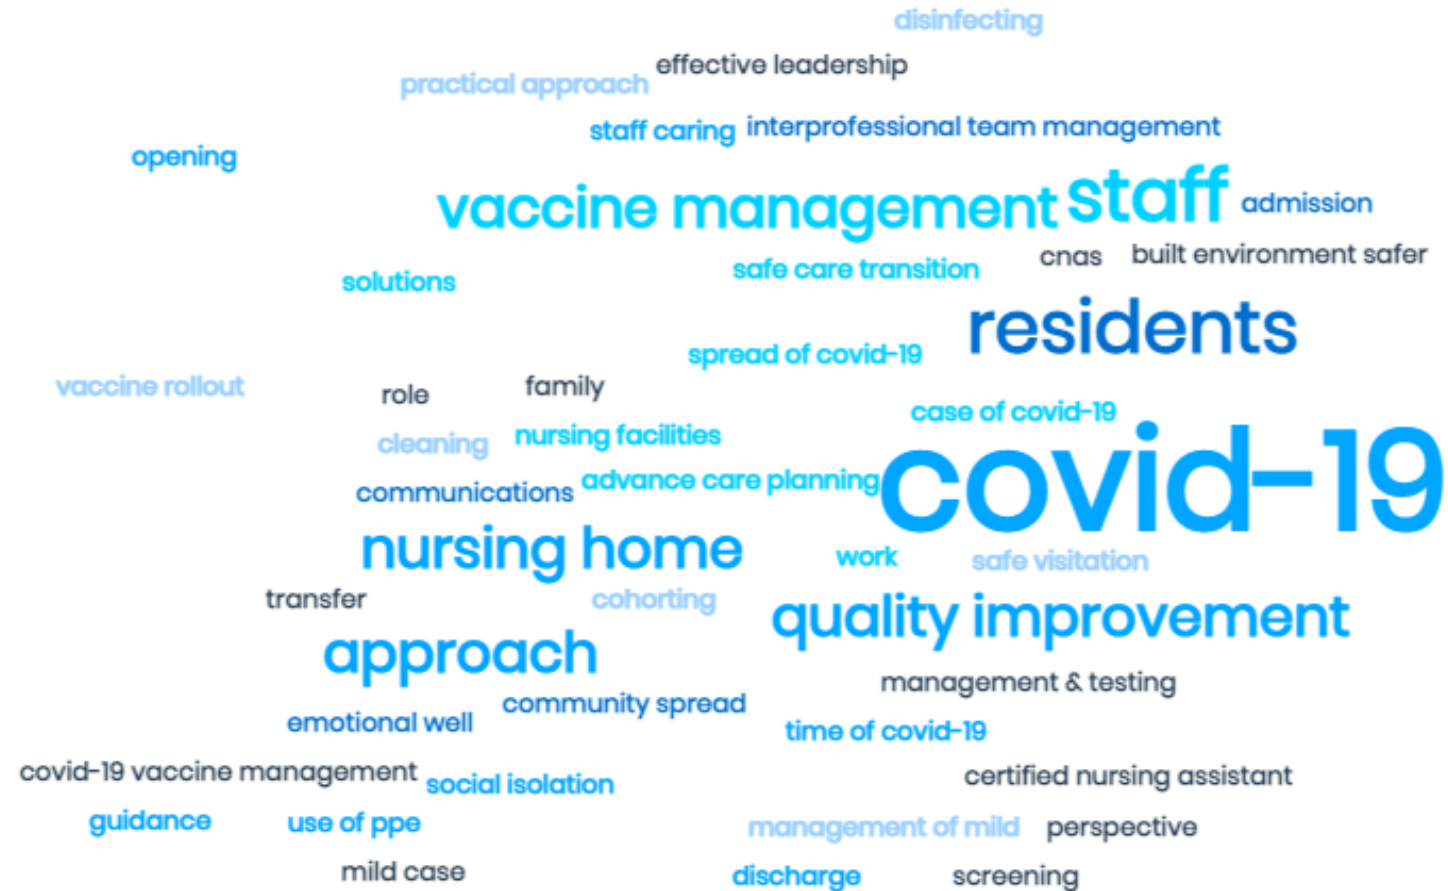 disinfecting
effective leadership
practical approach
staff caring
interprofessional team management
opening
vaccine management
staff
admission
cnas
built environment safer
safe care transition
solutions
residents
spread of covid-19
vaccine rollout
role
family
case of covid-19
cleaning
nursing facilities
communications
advance care planning
covid-19
nursing home
work
safe visitation
transfer
cohorting
quality improvement
approach
management & testing
community spread
emotional well
time of covid-19
covid-19 vaccine management
social isolation
certified nursing assistant
guidance
use of ppe
management of mild
perspective
mild case
discharge
screening